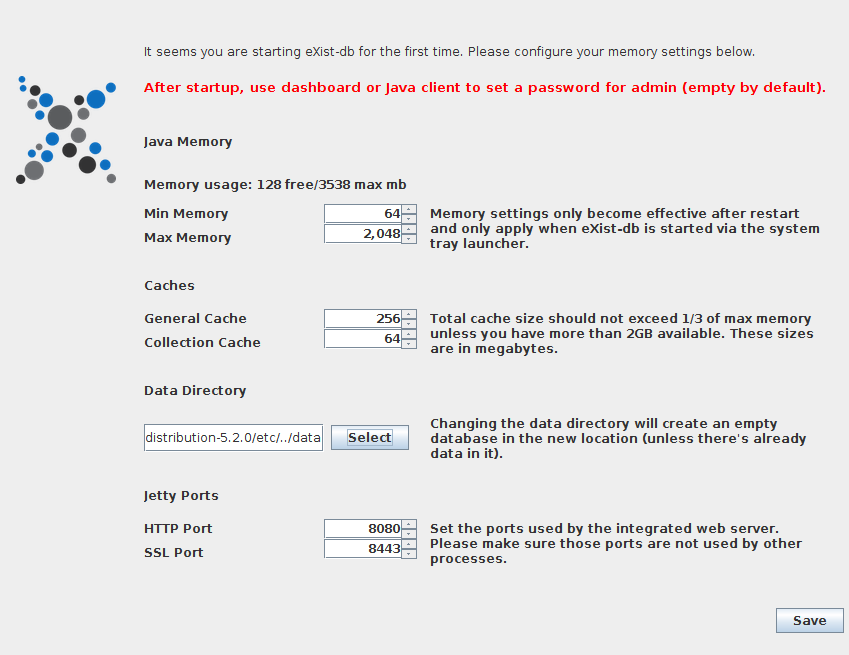 It seems you are starting eXist-db for the first time. Please configure your memory settings below.
After startup, use dashboard or Java client to set a password for admin (empty by default).
Java Memory
Memory usage: 128 free/3538 max mb
Min Memory
64
Max Memory
2,048
Memory settings only become effective after restart
and only apply when eXist-db is started via the system
tray launcher.
Caches
General Cache
256
Collection Cache
64
Total cache size should not exceed 1/3 of max memory
unless you have more than 2GB available. These sizes
are in megabytes.
Data Directory
distribution-5.2.0/etc/../data
Select
Changing the data directory will create an empty
database in the new location (unless there's already
data in it).
Jetty Ports
HTTP Port
8080
SSL Port
8443
Set the ports used by the integrated web server.
Please make sure those ports are not used by other
processes.
Save